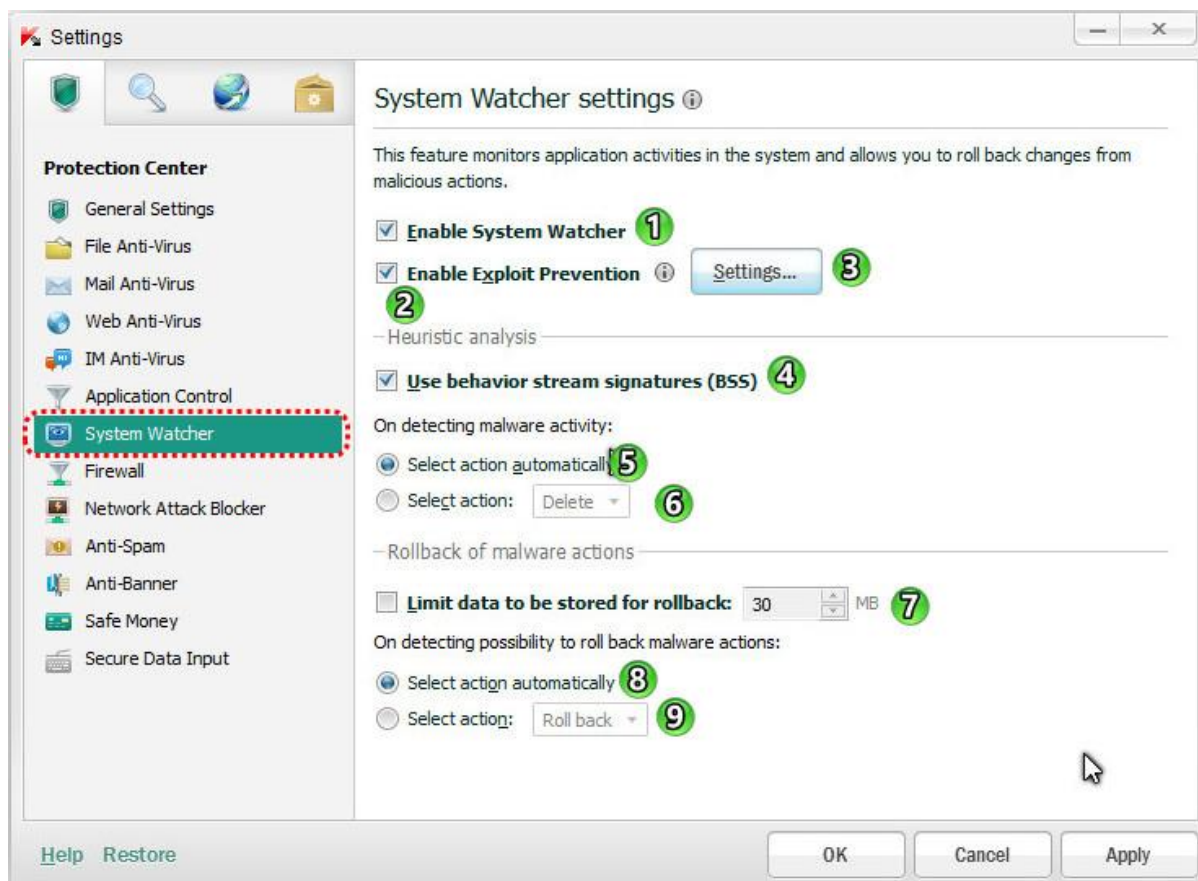 Settings
Protection Center
General Settings
File Anti-Virus
Mail Anti-Virus
Web Anti-Virus
IM Anti-Virus
Application Control
System Watcher
Firewall
Network Attack Blocker
Anti-Spam
Anti-Banner
Safe Money
Secure Data Input
System Watcher settings
This feature monitors application activities in the system and allows you to roll back changes from
malicious actions.
Enable System Watcher 1
Enable Exploit Prevention Settings... 3
2
Heuristic analysis
Use behavior stream signatures (BSS) 4
On detecting malware activity:
Select action automatically 5
Select action: Delete 6
Rollback of malware actions
Limit data to be stored for rollback: 30 MB 7
On detecting possibility to roll back malware actions:
Select action automatically 8
Select action: Roll back 9
Help Restore OK Cancel Apply